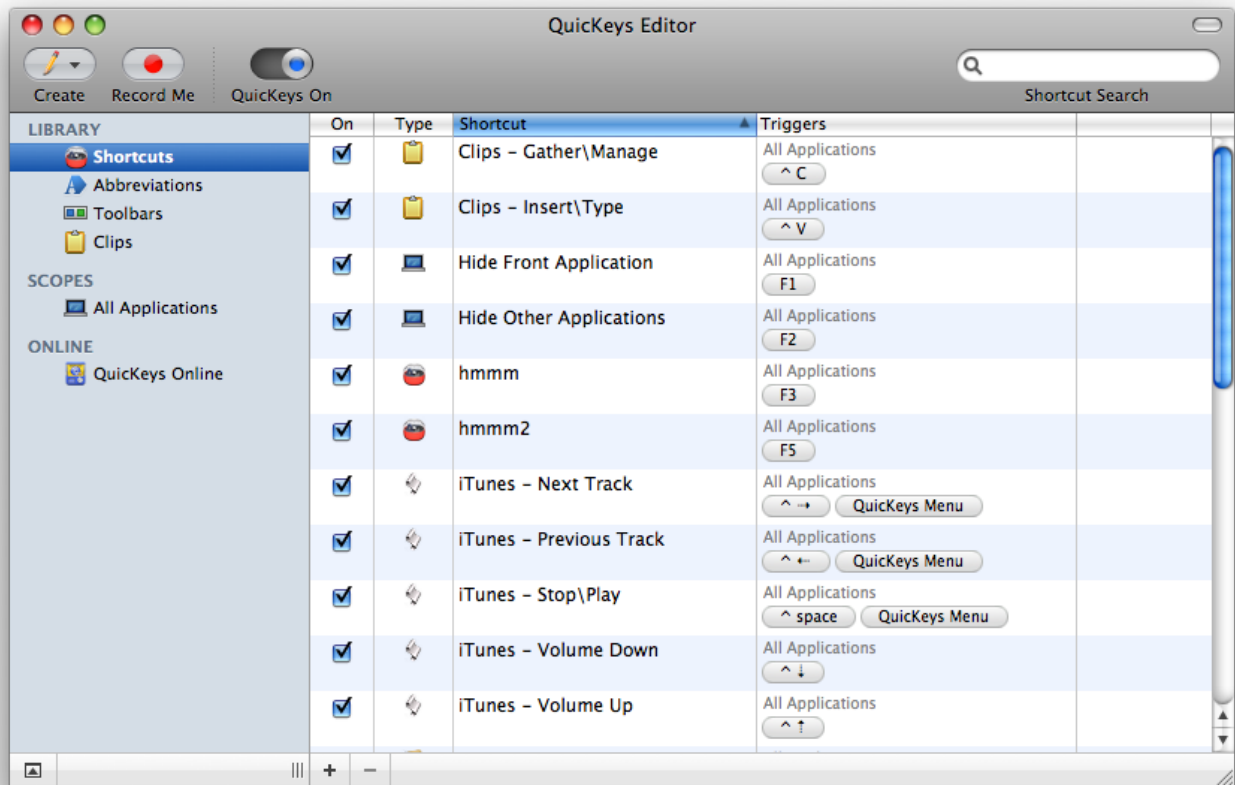 QuicKeys Editor
Create Record Me QuicKeys On Shortcut Search
LIBRARY
Shortcuts
Abbreviations
Toolbars
Clips
SCOPES
All Applications
ONLINE
QuicKeys Online
On Type Shortcut Triggers
Clips – Gather\Manage All Applications
^ C
Clips – Insert\Type All Applications
^ V
Hide Front Application All Applications
F1
Hide Other Applications All Applications
F2
hmmm All Applications
F3
hmmm2 All Applications
F5
iTunes – Next Track All Applications
^ ⇢ QuicKeys Menu
iTunes – Previous Track All Applications
^ ⇠ QuicKeys Menu
iTunes – Stop\Play All Applications
^ space QuicKeys Menu
iTunes – Volume Down All Applications
^ ⇣
iTunes – Volume Up All Applications
^ ⇡